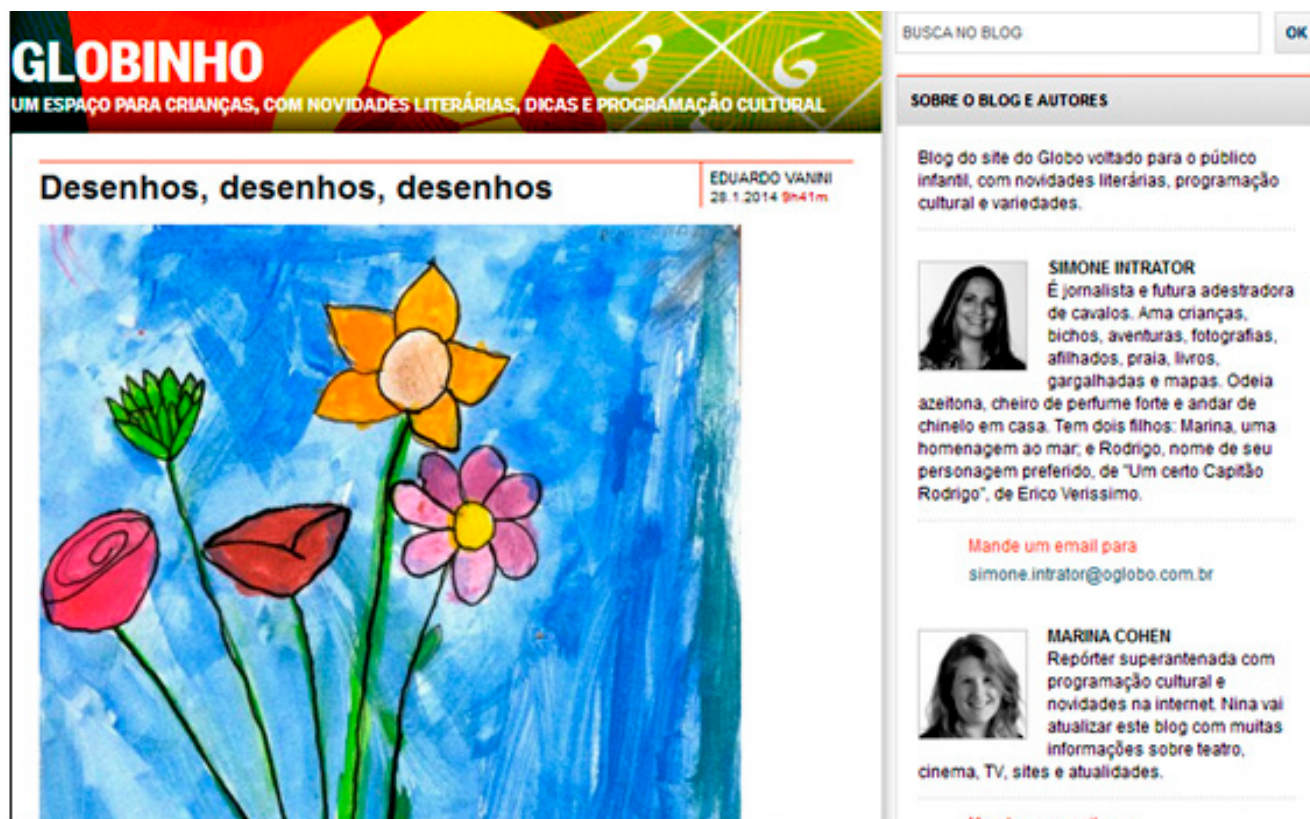 GLOBINHO
UM ESPAÇO PARA CRIANÇAS, COM NOVIDADES LITERÁRIAS, DICAS E PROGRAMAÇÃO CULTURAL
3 6
Desenhos, desenhos, desenhos
EDUARDO VANINI
28.1.2014 9h41m
BUSCA NO BLOG
OK
SOBRE O BLOG E AUTORES
Blog do site do Globo voltado para o público
infantil, com novidades literárias, programação
cultural e variedades.
SIMONE INTRATOR
É jornalista e futura adestradora
de cavalos. Ama crianças,
bichos, aventuras, fotografias,
afilhados, praia, livros,
gargalhadas e mapas. Odeia
azeitona, cheiro de perfume forte e andar de
chinelo em casa. Tem dois filhos: Marina, uma
homenagem ao mar; e Rodrigo, nome de seu
personagem preferido, de "Um certo Capitão
Rodrigo", de Erico Verissimo.
Mande um email para
simone.intrator@oglobo.com.br
MARINA COHEN
Repórter superantenada com
programação cultural e
novidades na internet. Nina vai
atualizar este blog com muitas
informações sobre teatro,
cinema, TV, sites e atualidades.